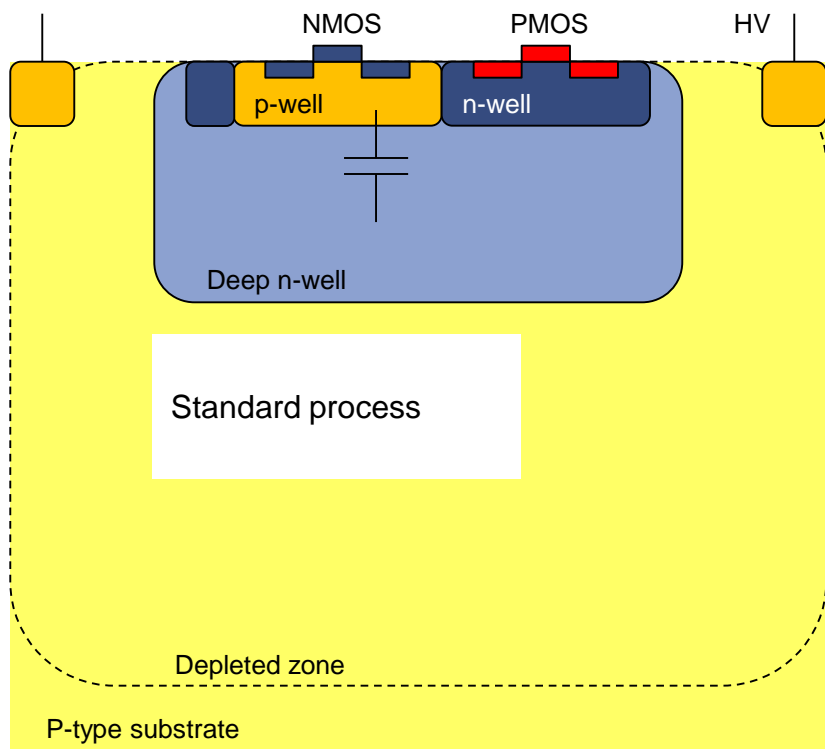 NMOS PMOS HV
p-well n-well
Deep n-well
Standard process
Depleted zone
P-type substrate